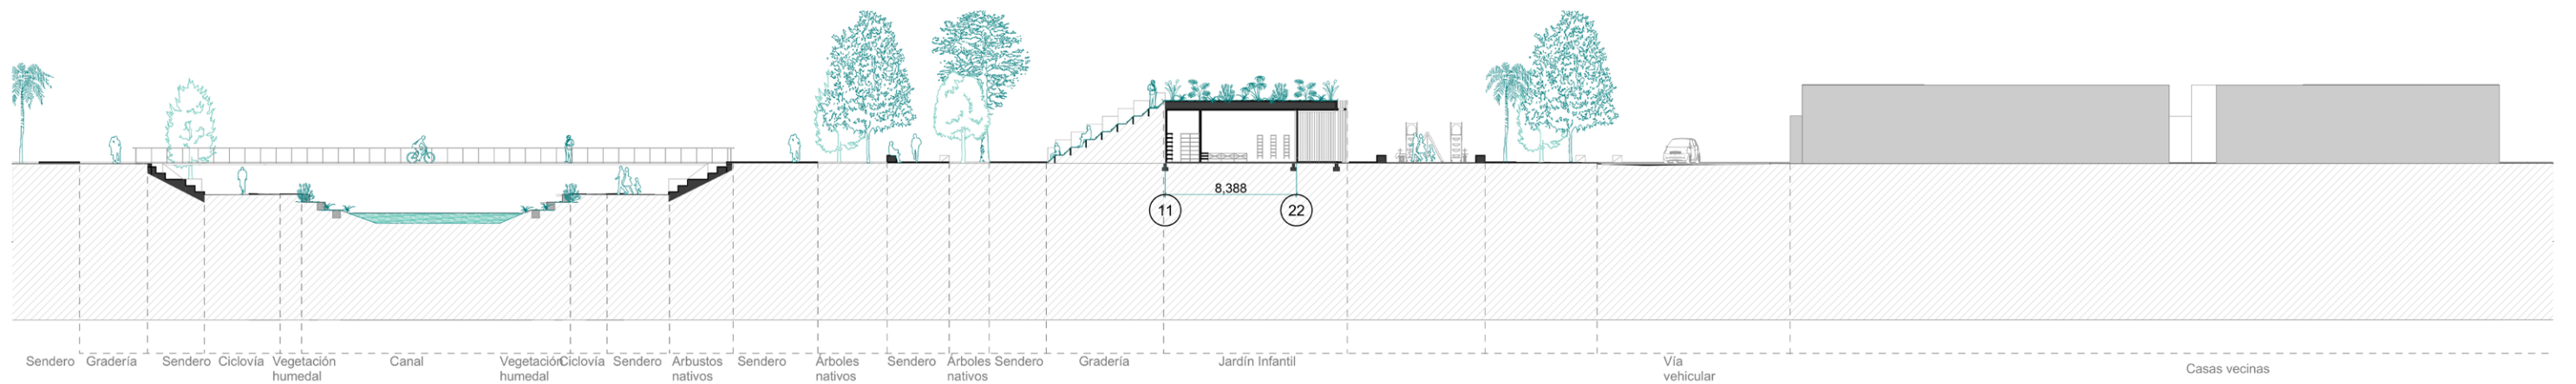 8,388
11
22
Sendero
Gradería
Sendero
Ciclovía
Vegetación
humedal
Canal
Vegetación
humedal
Ciclovía
Sendero
Arbustos
nativos
Sendero
Árboles
nativos
Sendero
Árboles
nativos
Sendero
Gradería
Jardín Infantil
Vía
vehicular
Casas vecinas